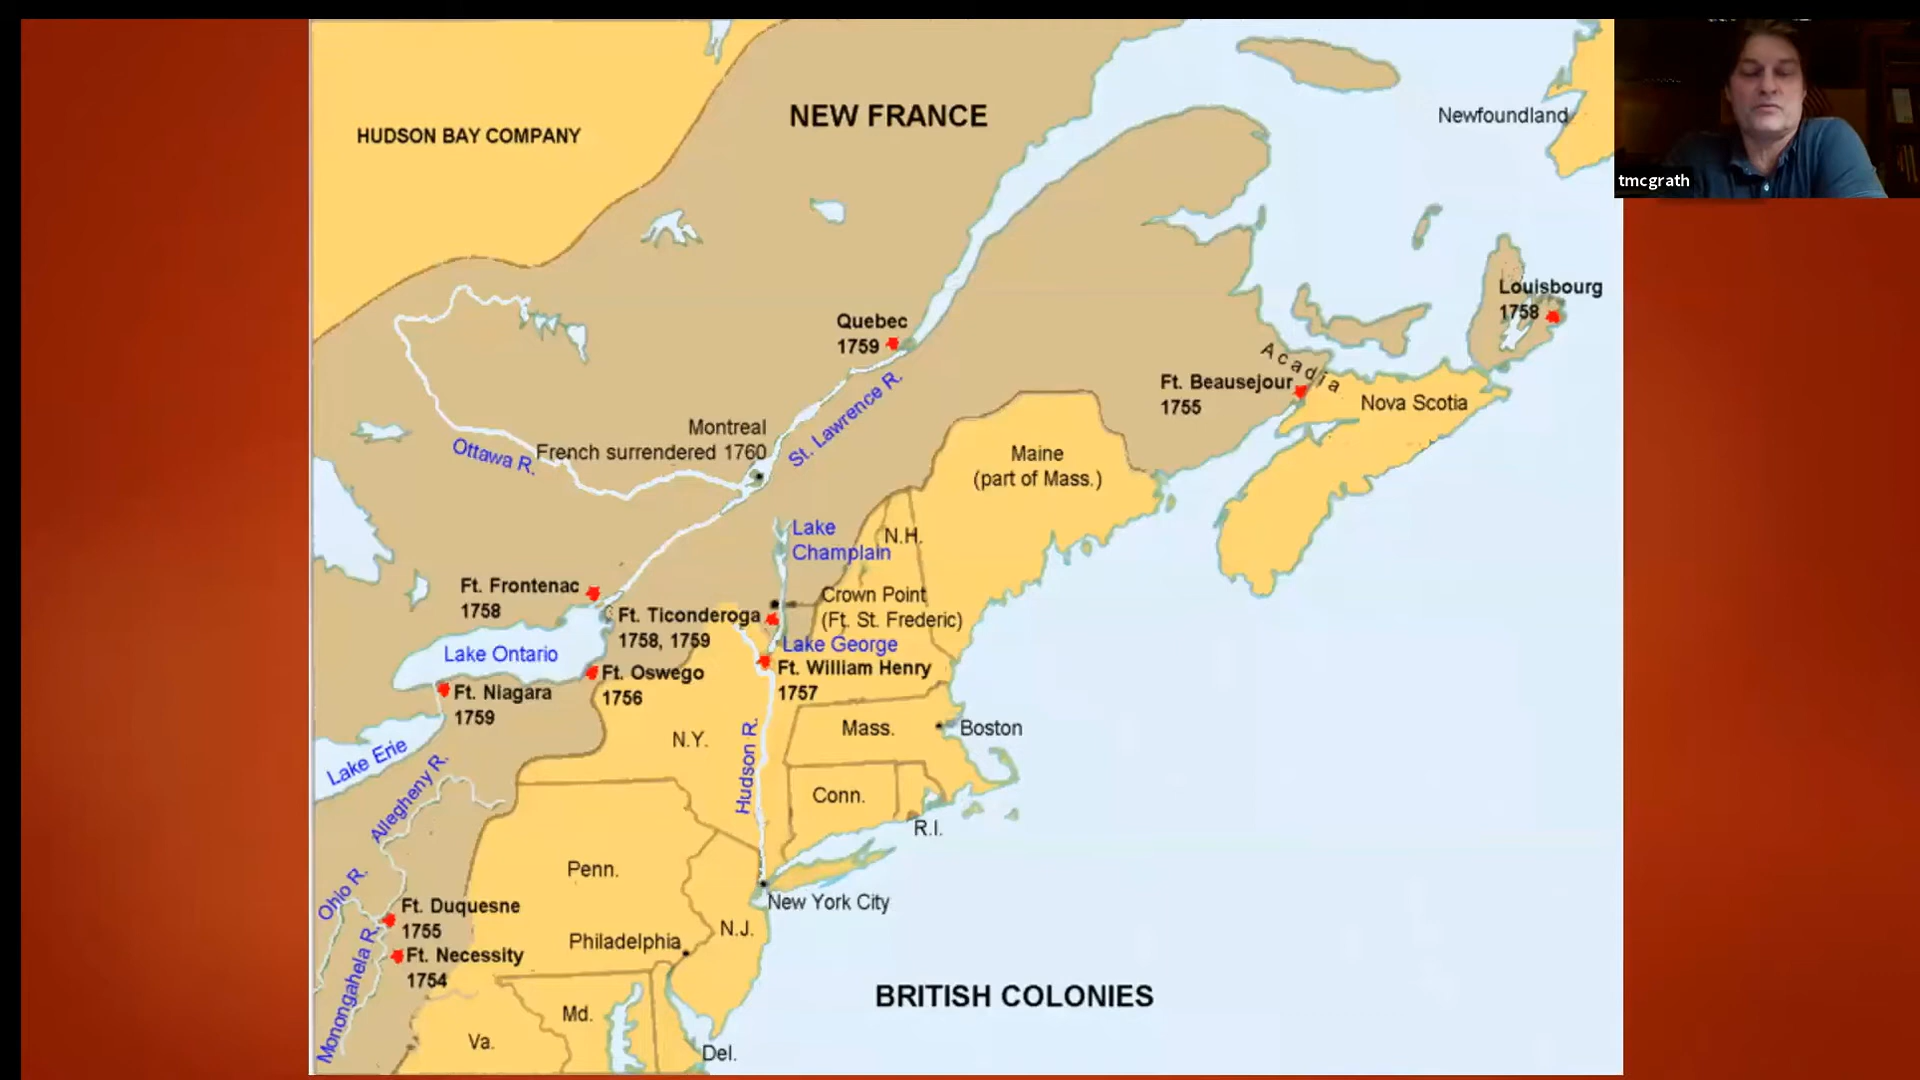 HUDSON BAY COMPANY
NEW FRANCE
Newfoundland
tmcgrath
Louisbourg
1758
Quebec
1759
Acadia
Ft. Beausejour
1755
Nova Scotia
St. Lawrence R.
Montreal
French surrendered 1760
Ottawa R.
Maine
(part of Mass.)
Lake
Champlain
N.H.
Ft. Frontenac
1758
Crown Point
(Ft. St. Frederic)
Ft. Ticonderoga
1758, 1759
Lake George
Lake Ontario
Ft. William Henry
1757
Ft. Oswego
1756
Ft. Niagara
1759
N.Y.
Hudson R.
Mass.
Boston
Lake Erie
Allegheny R.
Conn.
R.I.
Penn.
Ohio R.
New York City
Ft. Duquesne
1755
N.J.
Philadelphia
Ft. Necessity
1754
Monongahela R.
BRITISH COLONIES
Md.
Va.
Del.